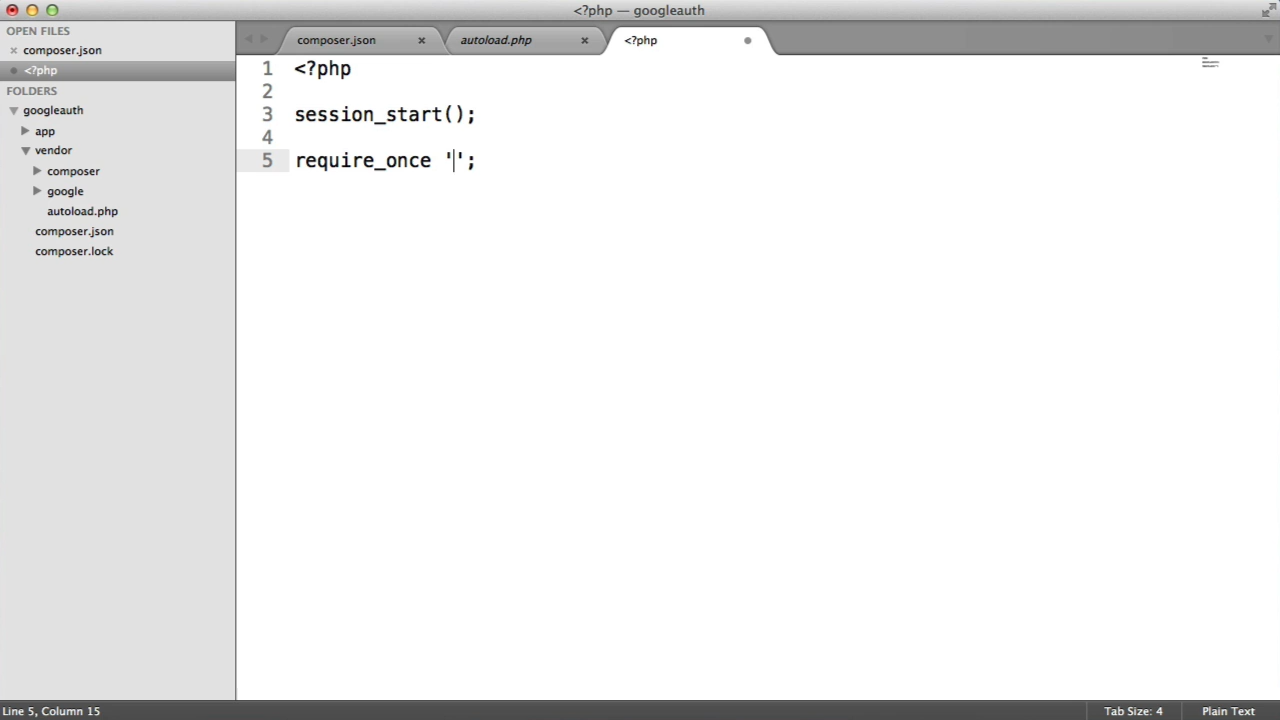 <?php — googleauth
OPEN FILES
composer.json
<?php
FOLDERS
googleauth
app
vendor
composer
google
autoload.php
composer.json
composer.lock
composer.json
autoload.php
<?php
1 <?php
2
3 session_start();
4
5 require_once '';
Line 5, Column 15
Tab Size: 4
Plain Text